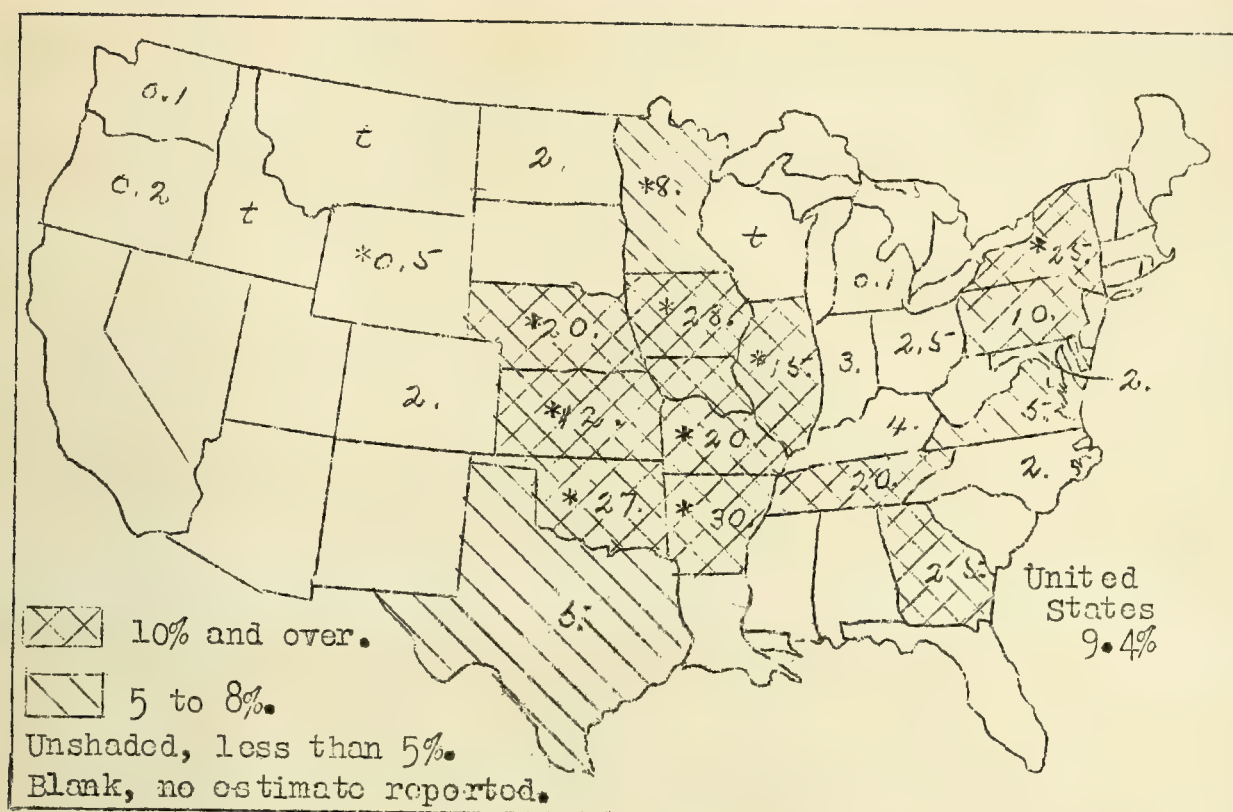 0.1
t
2.
*8.
0.2
t
*0.5
t
0.1
*25.
*20.
*28.
*15.
3.
2.5
10.
2.
2.
*12.
*20.
4.
5.
*27.
*30.
20.
2.
5.
25.
United
States
9.4%
10% and over.
5 to 8%.
Unshaded, less than 5%.
Blank, no estimate reported.